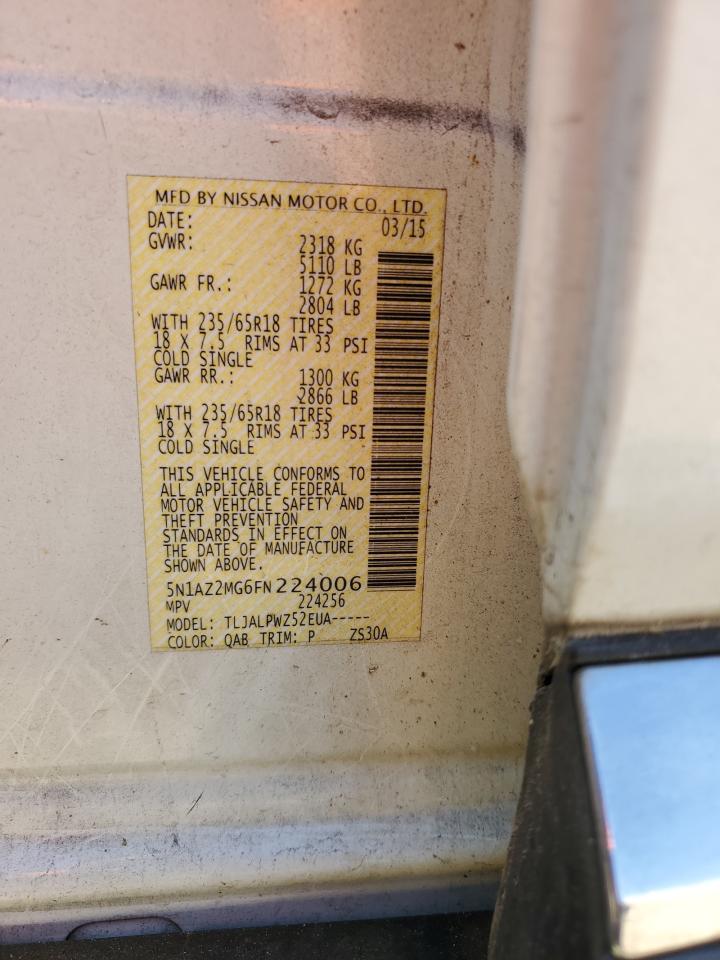 MFD BY NISSAN MOTOR CO., LTD.
DATE: 03/15
GVWR: 2318 KG
5110 LB
GAWR FR.: 1272 KG
2804 LB
WITH 235/65R18 TIRES
18 X 7.5 RIMS AT 33 PSI
COLD SINGLE
GAWR RR.: 1300 KG
2866 LB
WITH 235/65R18 TIRES
18 X 7.5 RIMS AT 33 PSI
COLD SINGLE
THIS VEHICLE CONFORMS TO
ALL APPLICABLE FEDERAL
MOTOR VEHICLE SAFETY AND
THEFT PREVENTION
STANDARDS IN EFFECT ON
THE DATE OF MANUFACTURE
SHOWN ABOVE.
5N1AZ2MG6FN224006
MPV 224256
MODEL: TLJALPWZ52EUA-----
COLOR: QAB TRIM: P ZS30A